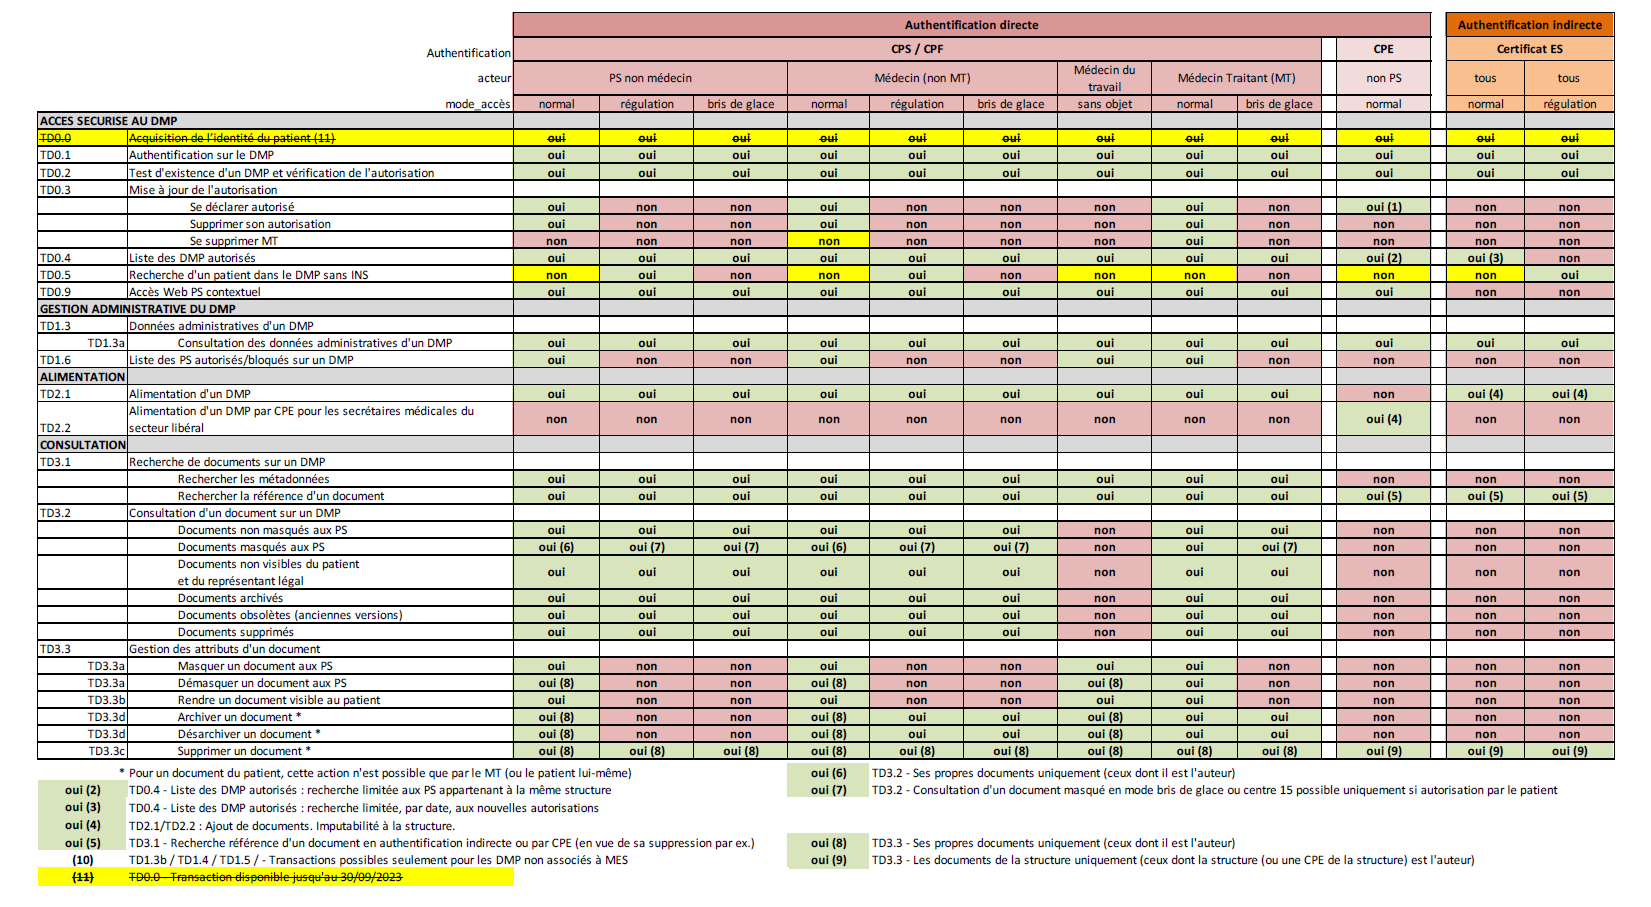 Authentification directe Authentification indirecte
Authentification CPS / CPF CPE Certificat ES
acteur PS non médecin Médecin (non MT) Médecin du travail Médecin Traitant (MT) non PS tous tous
mode_accès normal régulation bris de glace normal régulation bris de glace sans objet normal bris de glace normal normal régulation
ACCES SECURISE AU DMP
TD0.0 Acquisition de l'identité du patient (11) oui oui oui oui oui oui oui oui oui oui oui oui
TD0.1 Authentification sur le DMP oui oui oui oui oui oui oui oui oui oui oui oui
TD0.2 Test d'existence d'un DMP et vérification de l'autorisation oui oui oui oui oui oui oui oui oui oui oui oui
TD0.3 Mise à jour de l'autorisation
Se déclarer autorisé oui non non oui non non non oui non oui (1) non non
Supprimer son autorisation oui non non oui non non non oui non non non non
Se supprimer MT non non non non non non non oui non non non non
TD0.4 Liste des DMP autorisés oui oui oui oui oui oui oui oui oui oui (2) oui (3) non
TD0.5 Recherche d'un patient dans le DMP sans INS non oui non non oui non non non non non non oui
TD0.9 Accès Web PS contextuel oui oui oui oui oui oui oui oui oui oui non non
GESTION ADMINISTRATIVE DU DMP
TD1.3 Données administratives d'un DMP
TD1.3a Consultation des données administratives d'un DMP oui oui oui oui oui oui oui oui oui oui oui oui
TD1.6 Liste des PS autorisés/bloqués sur un DMP oui non non oui non non oui oui non non non non
ALIMENTATION
TD2.1 Alimentation d'un DMP oui oui oui oui oui oui oui oui oui non oui (4) oui (4)
TD2.2 Alimentation d'un DMP par CPE pour les secrétaires médicales du
secteur libéral non non non non non non non non non oui (4) non non
CONSULTATION
TD3.1 Recherche de documents sur un DMP
Rechercher les métadonnées oui oui oui oui oui oui oui oui oui non non non
Rechercher la référence d'un document oui oui oui oui oui oui oui oui oui oui (5) oui (5) oui (5)
TD3.2 Consultation d'un document sur un DMP
Documents non masqués aux PS oui oui oui oui oui oui non oui oui non non non
Documents masqués aux PS oui (6) oui (7) oui (7) oui (6) oui (7) oui (7) non oui oui (7) non non non
Documents non visibles du patient
et du représentant légal oui oui oui oui oui oui non oui oui non non non
Documents archivés oui oui oui oui oui oui non oui oui non non non
Documents obsolètes (anciennes versions) oui oui oui oui oui oui non oui oui non non non
Documents supprimés oui oui oui oui oui oui non oui oui non non non
TD3.3 Gestion des attributs d'un document
TD3.3a Masquer un document aux PS oui non non oui non non oui oui non non non non
TD3.3a Démasquer un document aux PS oui (8) non non oui (8) non non oui (8) oui non non non non
TD3.3b Rendre un document visible au patient oui non non oui non non oui oui non non non non
TD3.3d Archiver un document * oui (8) non non oui (8) oui oui oui (8) oui oui non non non
TD3.3d Désarchiver un document * oui (8) non non oui (8) oui oui oui (8) oui oui non non non
TD3.3c Supprimer un document * oui (8) oui (8) oui (8) oui (8) oui (8) oui (8) oui (8) oui (8) oui (8) oui (9) oui (9) oui (9)
* Pour un document du patient, cette action n'est possible que par le MT (ou le patient lui-même)
oui (2) TD0.4 - Liste des DMP autorisés : recherche limitée aux PS appartenant à la même structure
oui (3) TD0.4 - Liste des DMP autorisés : recherche limitée, par date, aux nouvelles autorisations
oui (4) TD2.1/TD2.2 : Ajout de documents. Imputabilité à la structure.
oui (5) TD3.1 - Recherche référence d'un document en authentification indirecte ou par CPE (en vue de sa suppression par ex.)
(10) TD1.3b / TD1.4 / TD1.5 / - Transactions possibles seulement pour les DMP non associés à MES
(11) TD0.0 - Transaction disponible jusqu'au 30/09/2023
oui (6) TD3.2 - Ses propres documents uniquement (ceux dont il est l'auteur)
oui (7) TD3.2 - Consultation d'un document masqué en mode bris de glace ou centre 15 possible uniquement si autorisation par le patient
oui (8) TD3.3 - Ses propres documents uniquement (ceux dont il est l'auteur)
oui (9) TD3.3 - Les documents de la structure uniquement (ceux dont la structure (ou une CPE de la structure) est l'auteur)